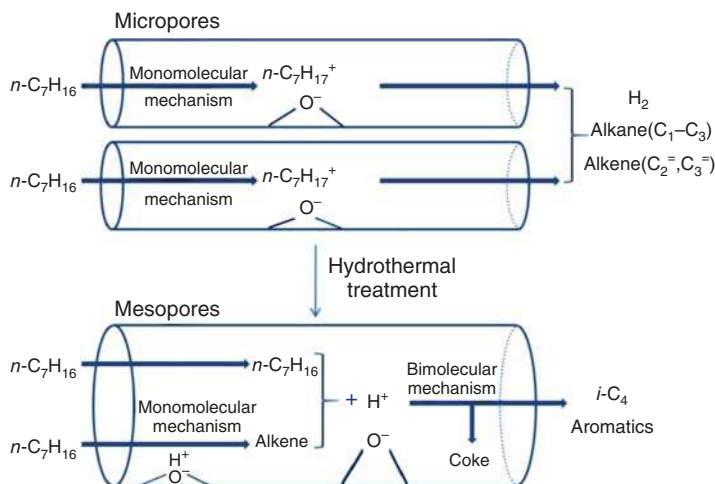 Micropores
n-C₇H₁₆
Monomolecular
mechanism
n-C₇H₁₇⁺
O⁻
n-C₇H₁₆
Monomolecular
mechanism
n-C₇H₁₇⁺
O⁻
H₂
Alkane(C₁–C₃)
Alkene(C₂⁼,C₃⁼)
Hydrothermal
treatment
Mesopores
n-C₇H₁₆
n-C₇H₁₆
n-C₇H₁₆
Monomolecular
mechanism
Alkene
H⁺
O⁻
+ H⁺
O⁻
Bimolecular
mechanism
Coke
i-C₄
Aromatics